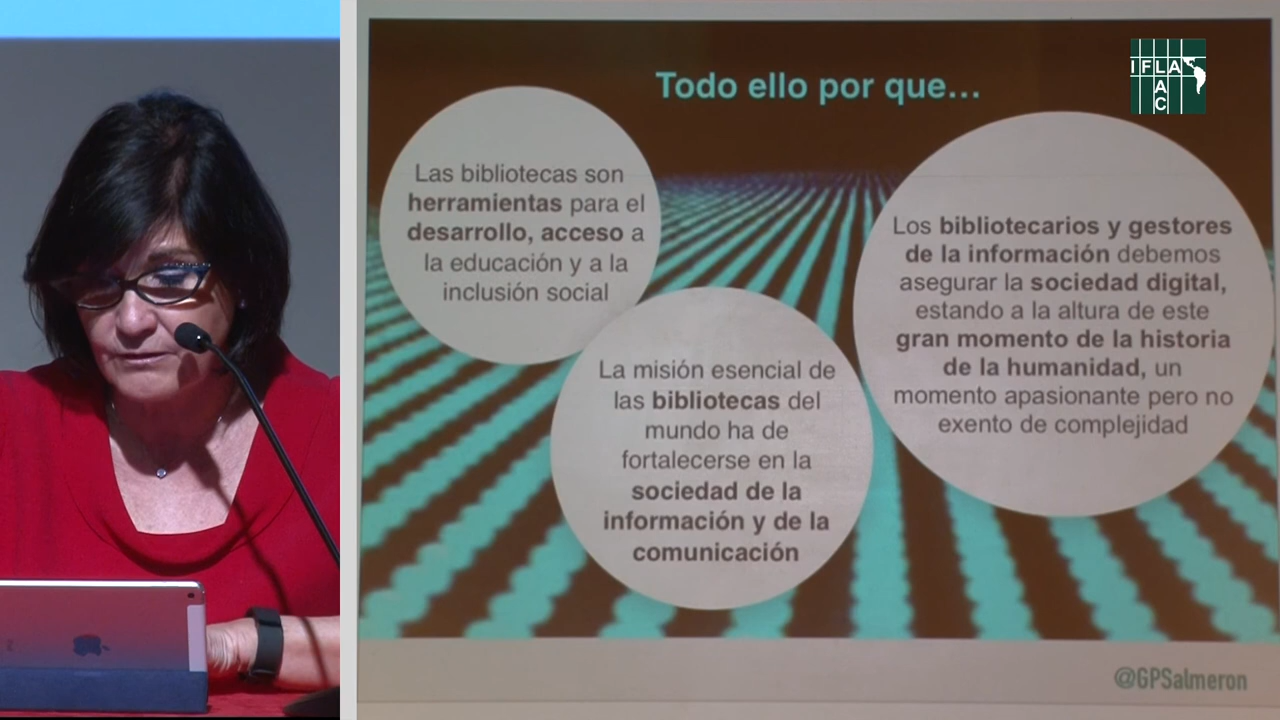 Todo ello por que...
IFLA
LAC
Las bibliotecas son
herramientas para el
desarrollo, acceso a
la educación y a la
inclusión social
La misión esencial de
las bibliotecas del
mundo ha de
fortalecerse en la
sociedad de la
información y de la
comunicación
Los bibliotecarios y gestores
de la información debemos
asegurar la sociedad digital,
estando a la altura de este
gran momento de la historia
de la humanidad, un
momento apasionante pero no
exento de complejidad
@GPSalmeron